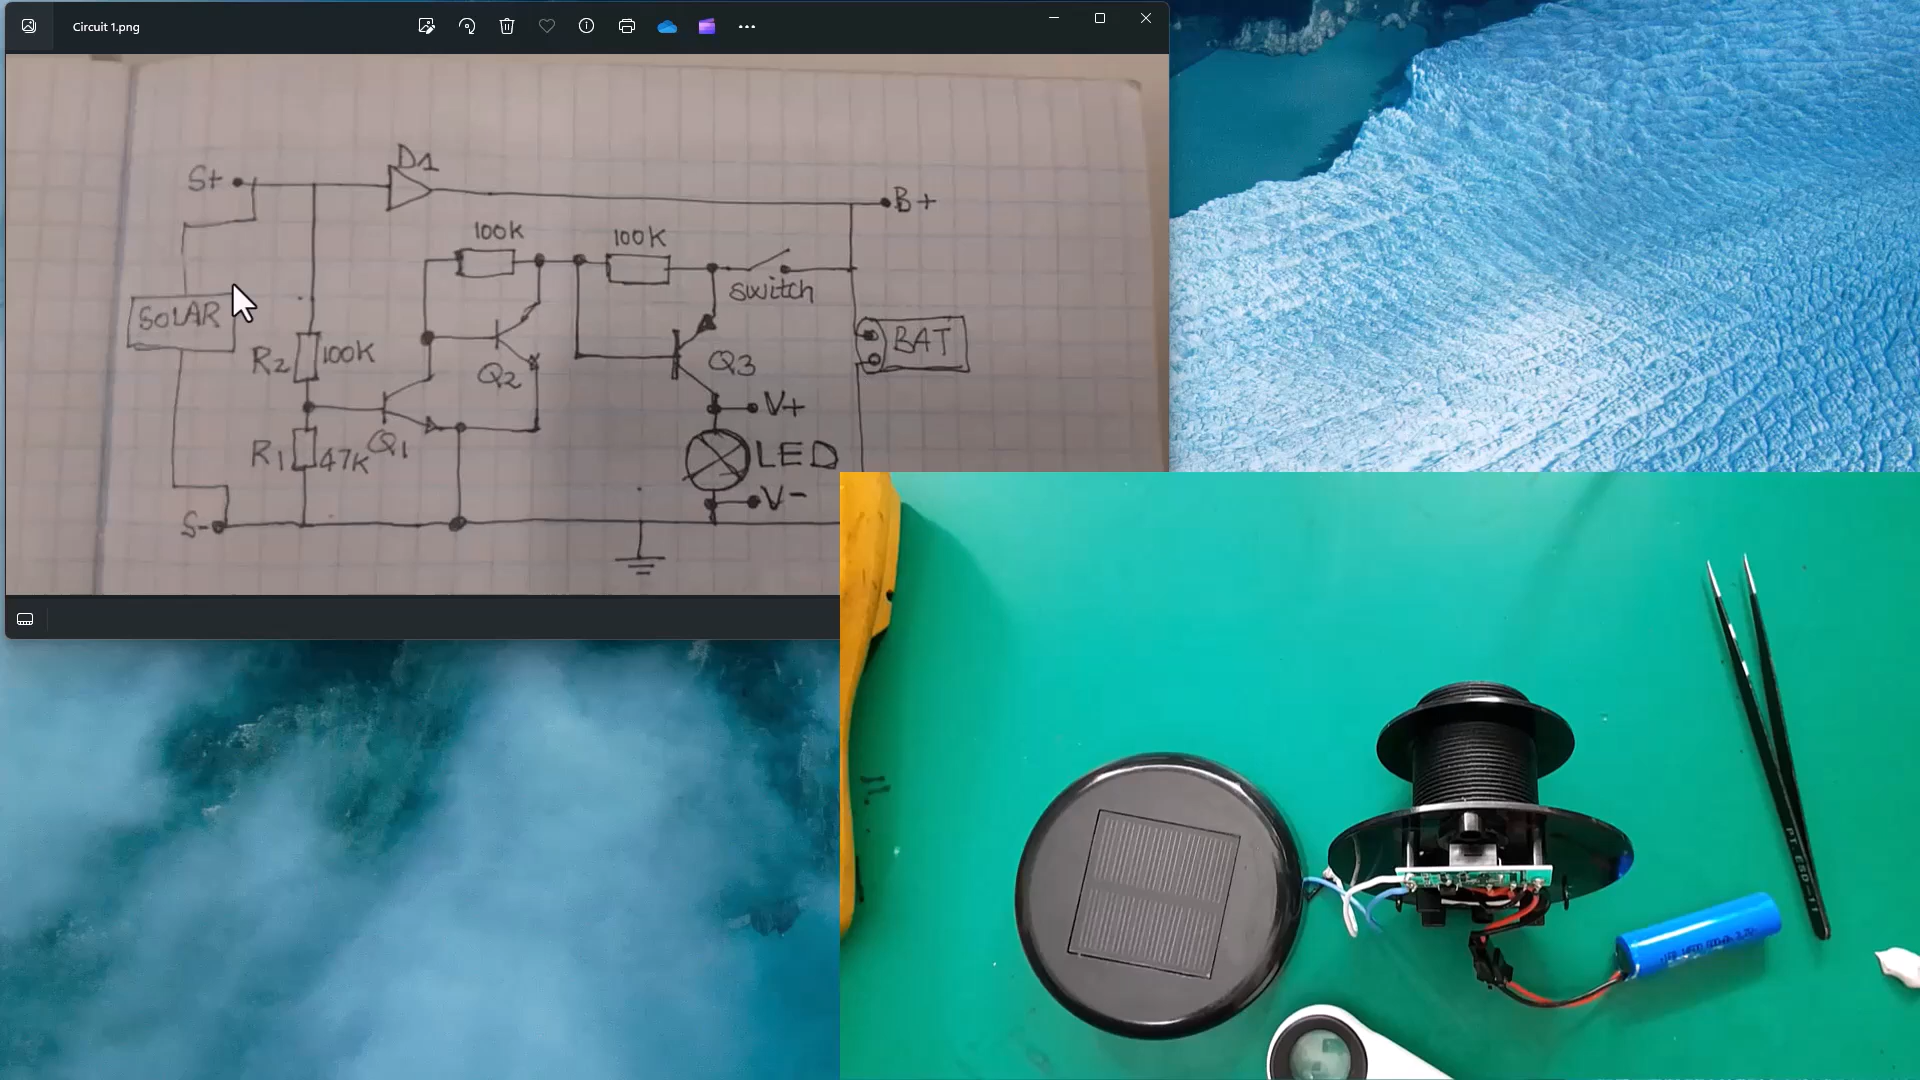 Circuit 1.png
D1
S+
B+
100K
100K
switch
SOLAR
BAT
R2 100K
Q2
Q3
V+
Q1
R1 47K
LED
V-
S-